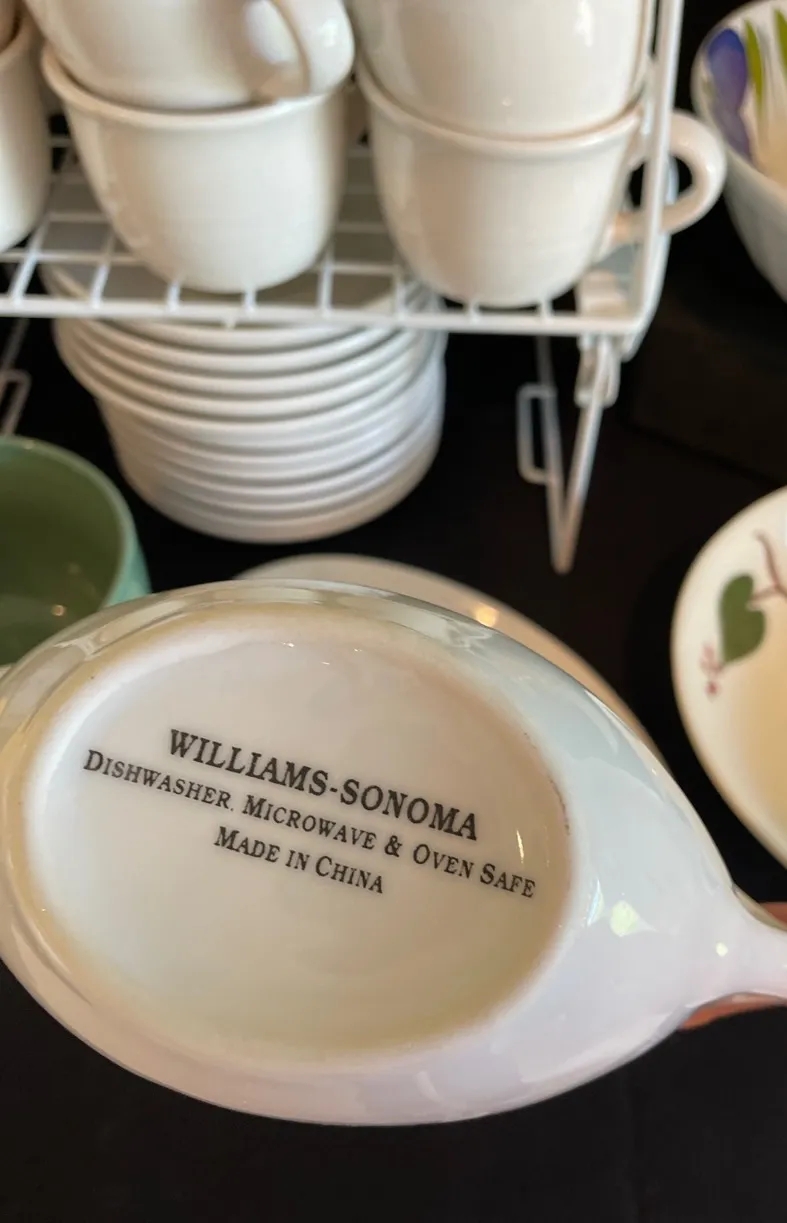 WILLIAMS-SONOMA
DISHWASHER. MICROWAVE & OVEN SAFE
MADE IN CHINA